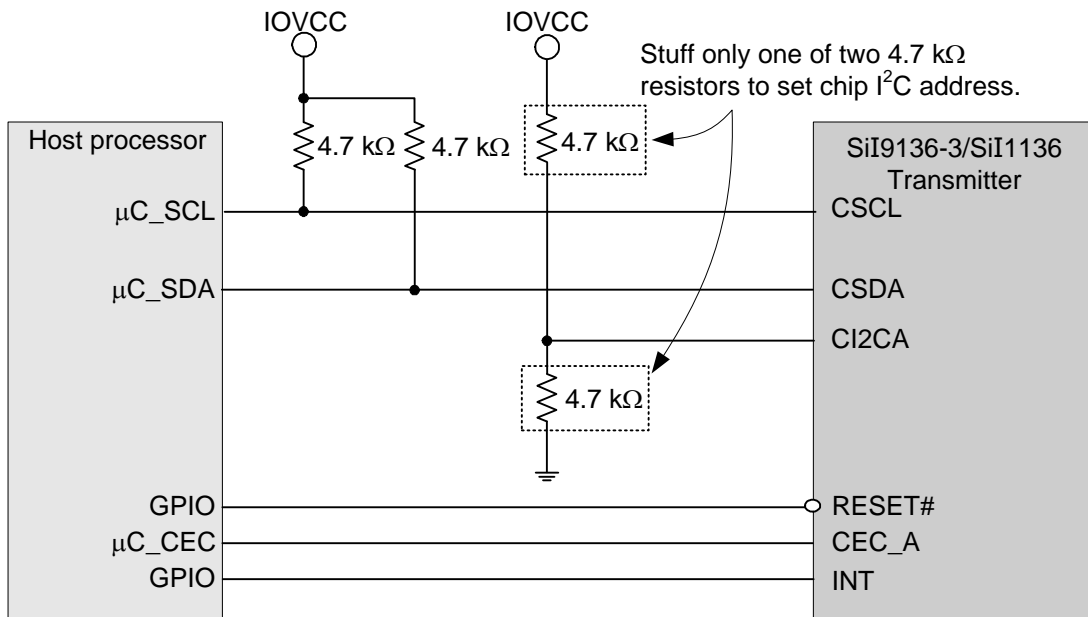 IOVCC
IOVCC
Stuff only one of two 4.7 kΩ
resistors to set chip I²C address.
Host processor
4.7 kΩ
4.7 kΩ
4.7 kΩ
SiI9136-3/SiI1136
Transmitter
µC_SCL
CSCL
µC_SDA
CSDA
CI2CA
4.7 kΩ
GPIO
RESET#
µC_CEC
CEC_A
GPIO
INT